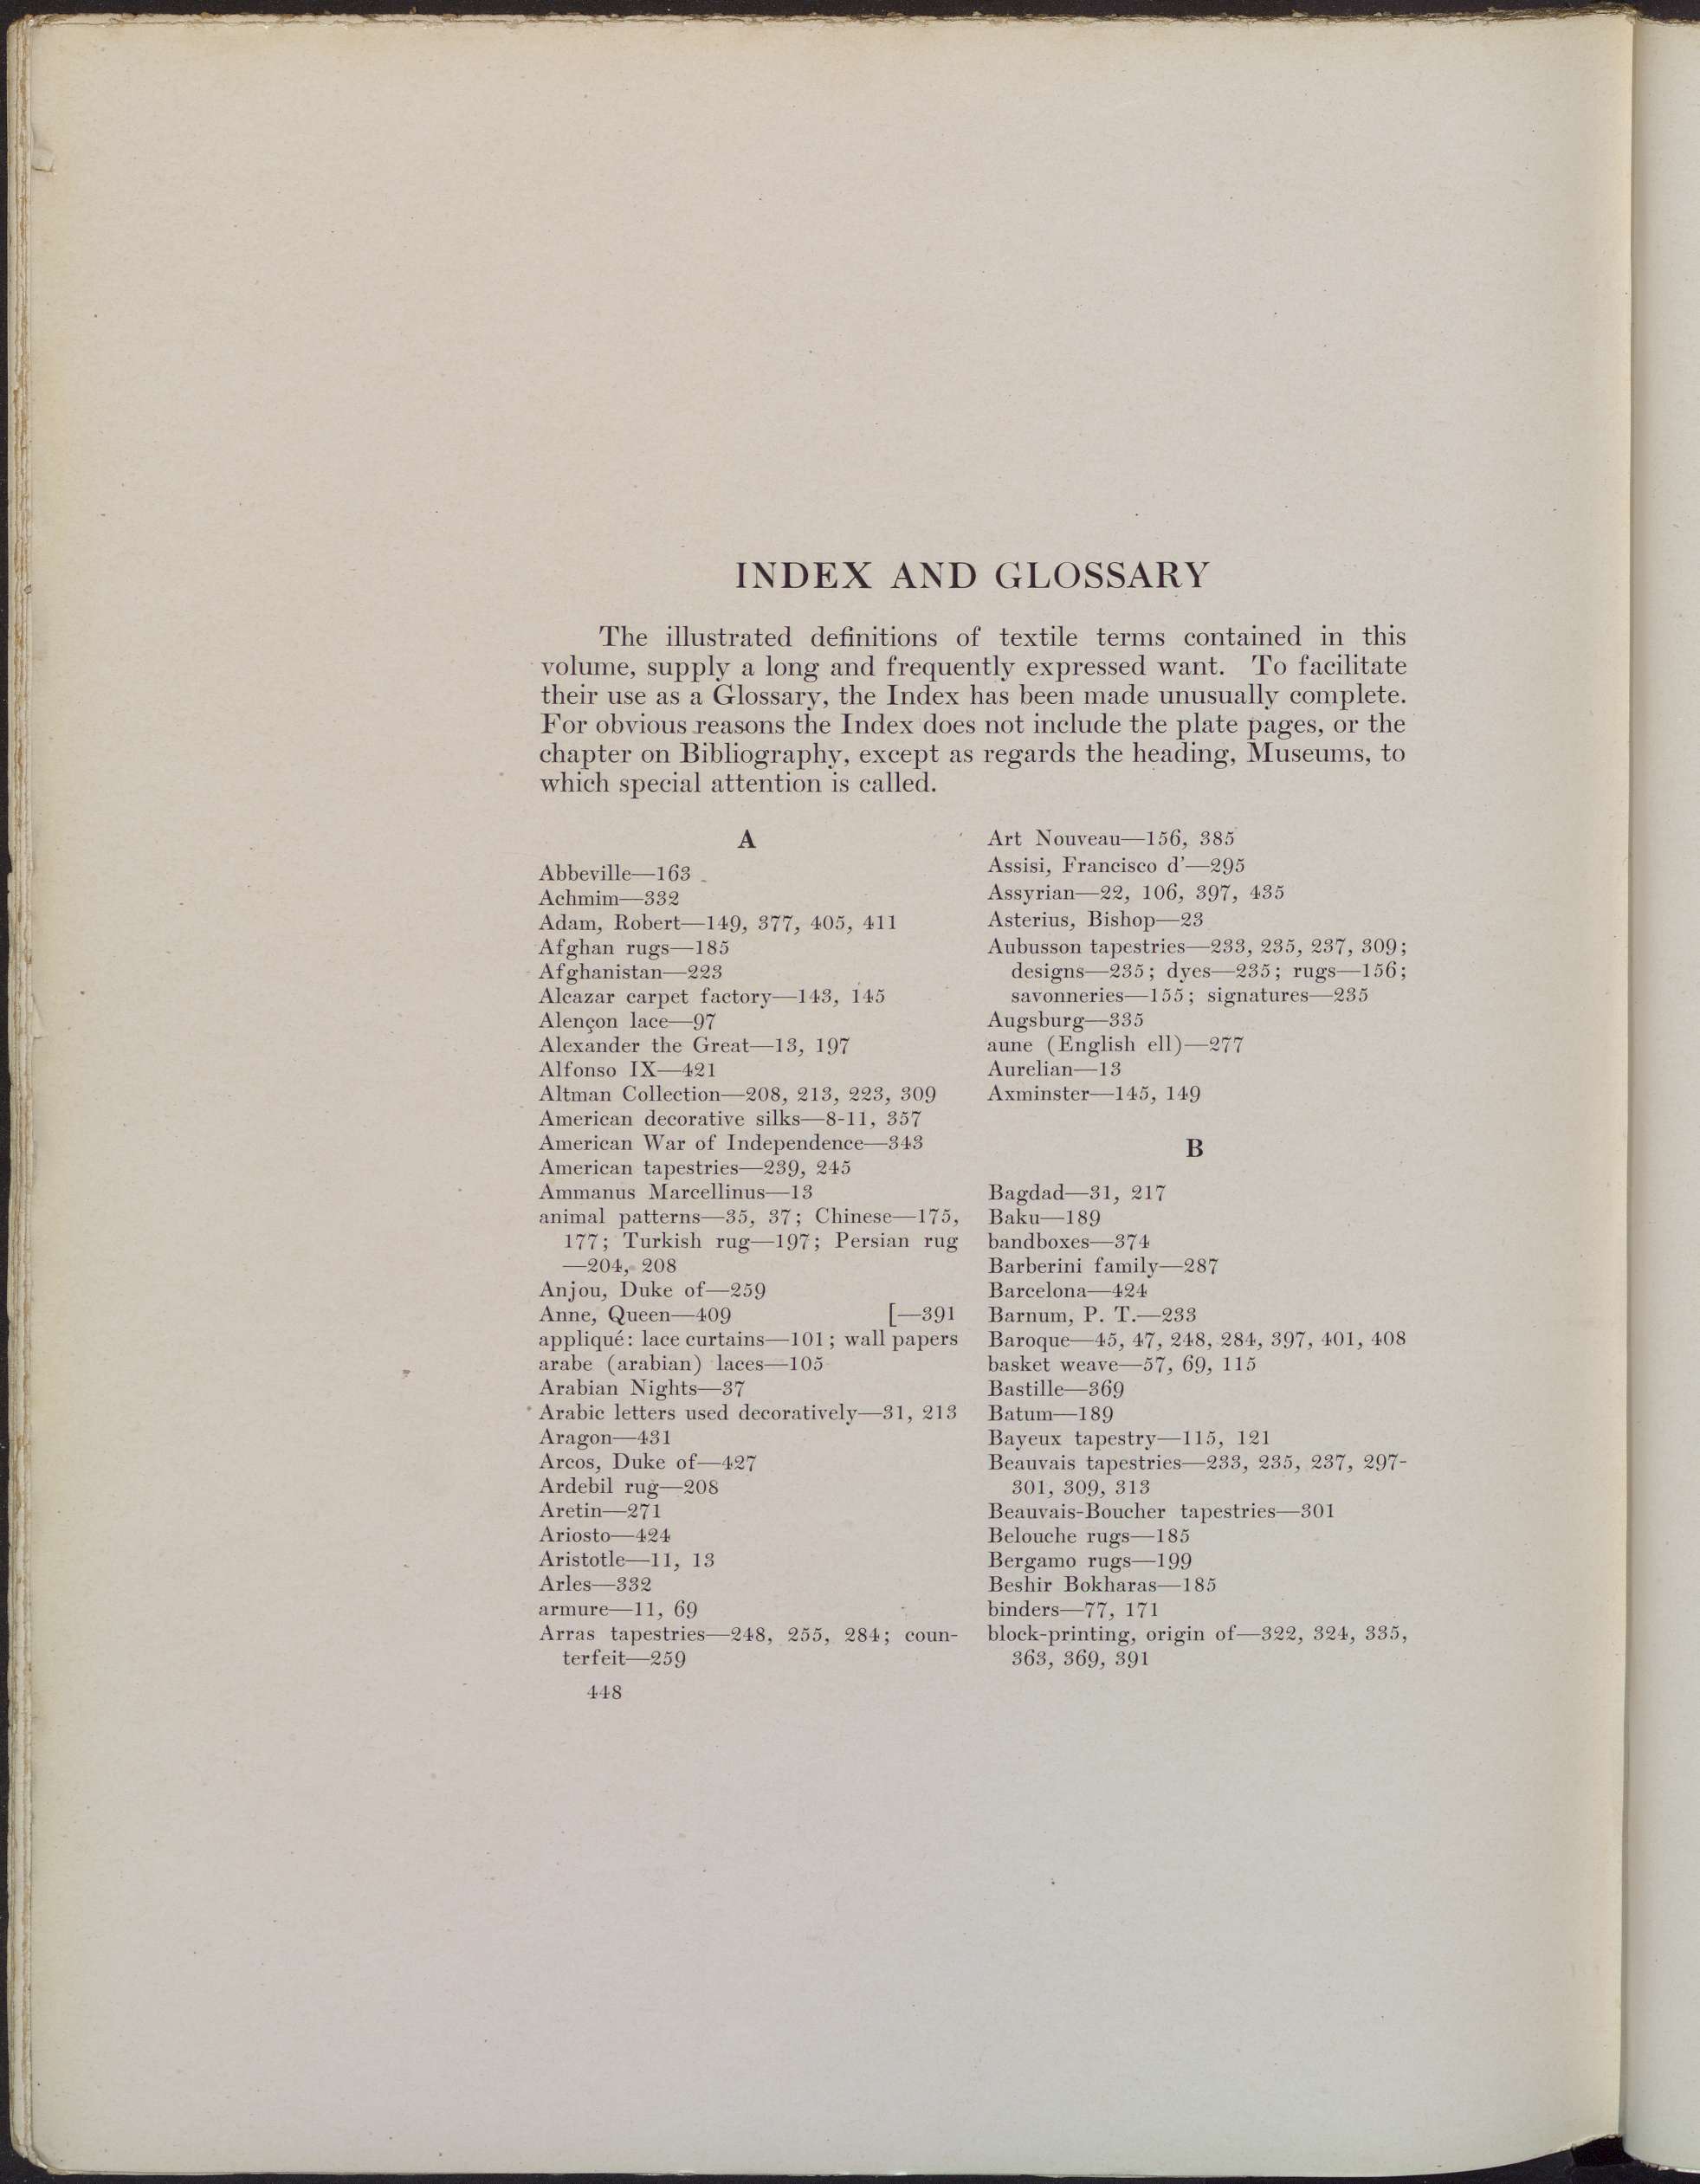 INDEX AND GLOSSARY
The illustrated definitions of textile terms contained in this
volume, supply a long and frequently expressed want. To facilitate
their use as a Glossary, the Index has been made unusually complete.
For obvious reasons the Index does not include the plate pages, or the
chapter on Bibliography, except as regards the heading, Museums, to
which special attention is called.
A
Abbeville—163
Achmim—332
Adam, Robert—149, 377, 405, 411
Afghan rugs—185
Afghanistan—223
Alcazar carpet factory—143, 145
Alençon lace—97
Alexander the Great—13, 197
Alfonso IX—421
Altman Collection—208, 213, 223, 309
American decorative silks—8-11, 357
American War of Independence—343
American tapestries—239, 245
Ammanus Marcellinus—13
animal patterns—35, 37; Chinese—175,
177; Turkish rug—197; Persian rug
—204, 208
Anjou, Duke of—259
Anne, Queen—409 [—391
appliqué: lace curtains—101; wall papers
arabe (arabian) laces—105
Arabian Nights—37
Arabic letters used decoratively—31, 213
Aragon—431
Arcos, Duke of—427
Ardebil rug—208
Aretin—271
Ariosto—424
Aristotle—11, 13
Arles—332
armure—11, 69
Arras tapestries—248, 255, 284; coun-
terfeit—259
448
Art Nouveau—156, 385
Assisi, Francisco d'—295
Assyrian—22, 106, 397, 435
Asterius, Bishop—23
Aubusson tapestries—233, 235, 237, 309;
designs—235; dyes—235; rugs—156;
savonneries—155; signatures—235
Augsburg—335
aune (English ell)—277
Aurelian—13
Axminster—145, 149
B
Bagdad—31, 217
Baku—189
bandboxes—374
Barberini family—287
Barcelona—424
Barnum, P. T.—233
Baroque—45, 47, 248, 284, 397, 401, 408
basket weave—57, 69, 115
Bastille—369
Batum—189
Bayeux tapestry—115, 121
Beauvais tapestries—233, 235, 237, 297-
301, 309, 313
Beauvais-Boucher tapestries—301
Belouche rugs—185
Bergamo rugs—199
Beshir Bokharas—185
binders—77, 171
block-printing, origin of—322, 324, 335,
363, 369, 391